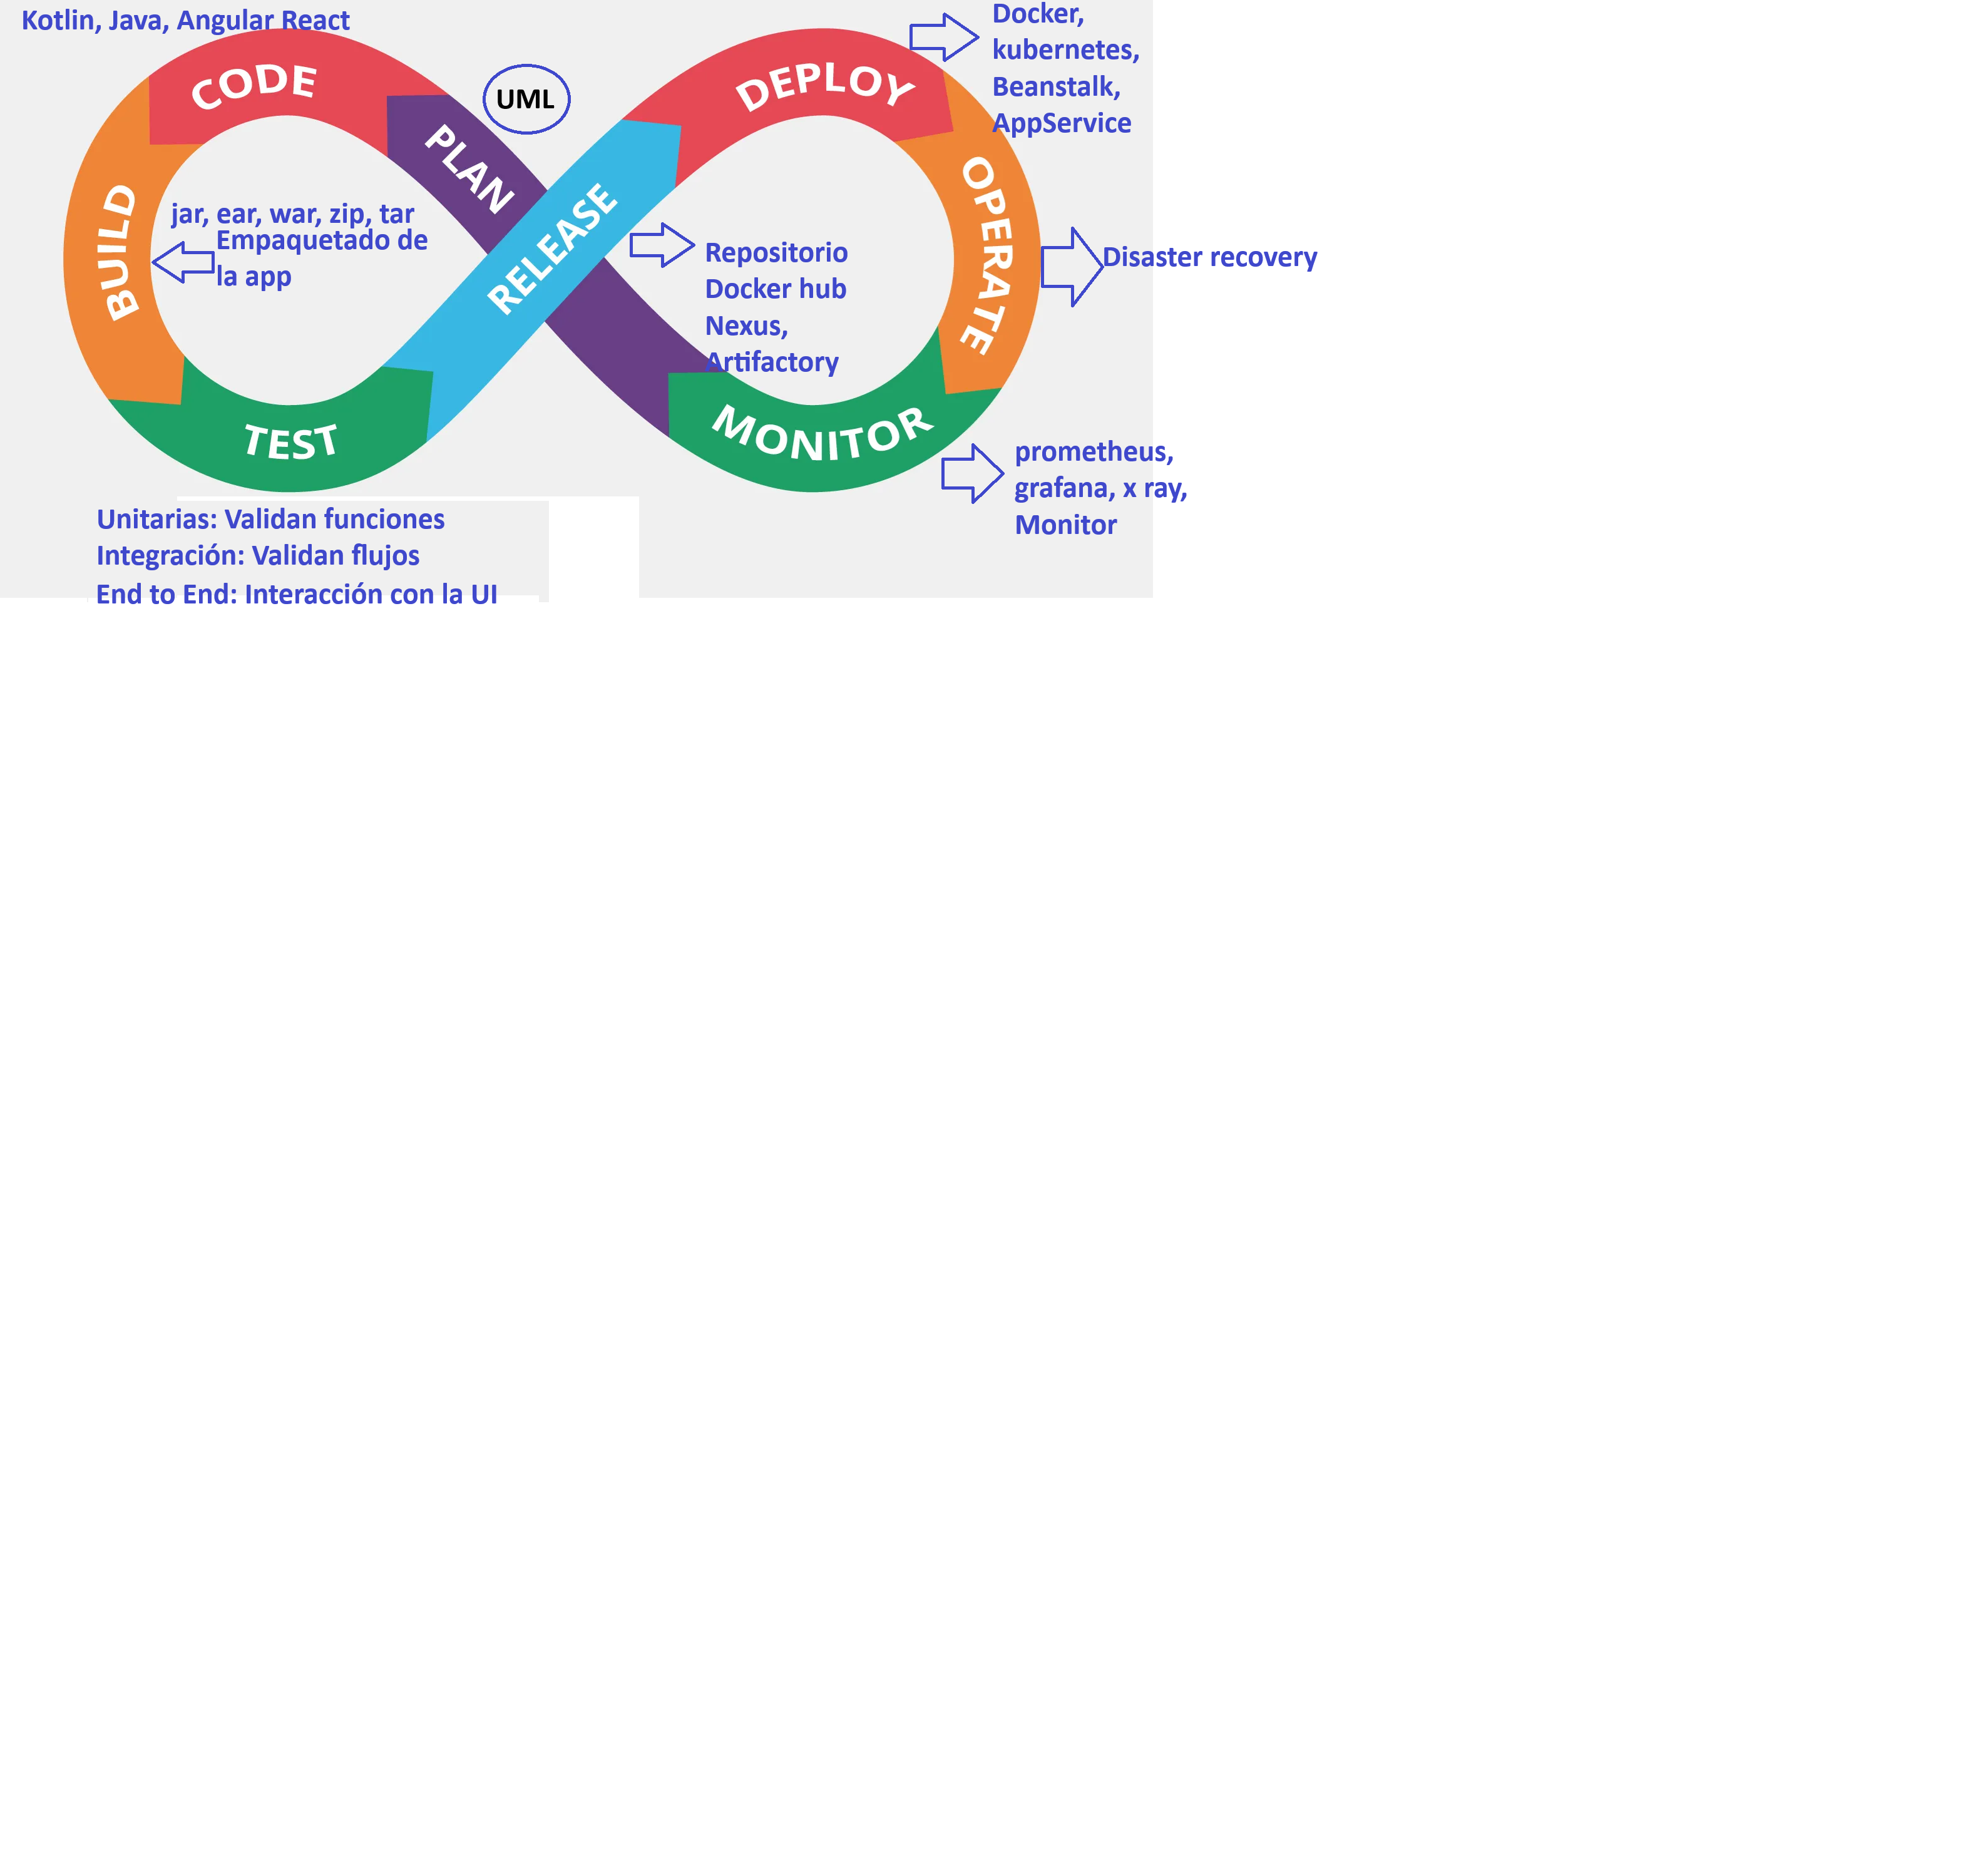 Kotlin, Java, Angular React
CODE
PLAN
UML
DEPLOY
Docker,
kubernetes,
Beanstalk,
AppService
BUILD
jar, ear, war, zip, tar
Empaquetado de
la app
RELEASE
Repositorio
Docker hub
Nexus,
Artifactory
OPERATE
Disaster recovery
TEST
MONITOR
prometheus,
grafana, x ray,
Monitor
Unitarias: Validan funciones
Integración: Validan flujos
End to End: Interacción con la UI